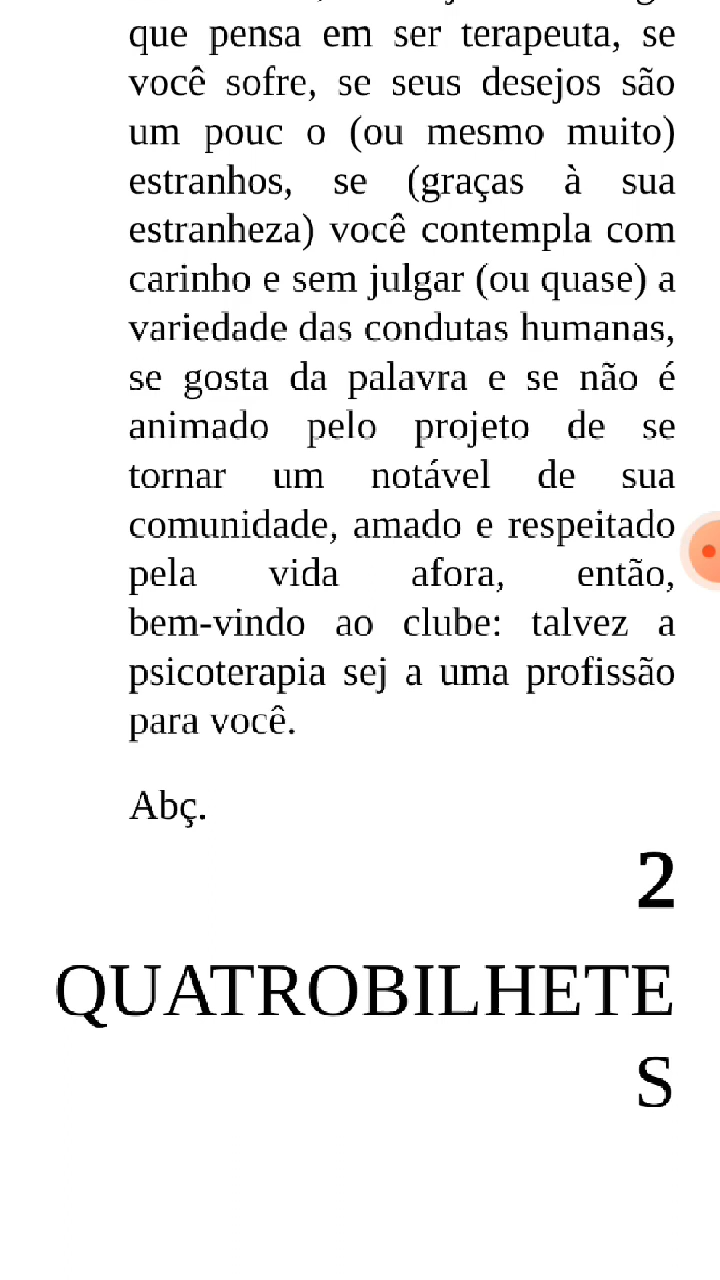 que pensa em ser terapeuta, se
você sofre, se seus desejos são
um pouc o (ou mesmo muito)
estranhos, se (graças à sua
estranheza) você contempla com
carinho e sem julgar (ou quase) a
variedade das condutas humanas,
se gosta da palavra e se não é
animado pelo projeto de se
tornar um notável de sua
comunidade, amado e respeitado
pela vida afora, então,
bem-vindo ao clube: talvez a
psicoterapia sej a uma profissão
para você.
Abç.
2
QUATROBILHETE
S